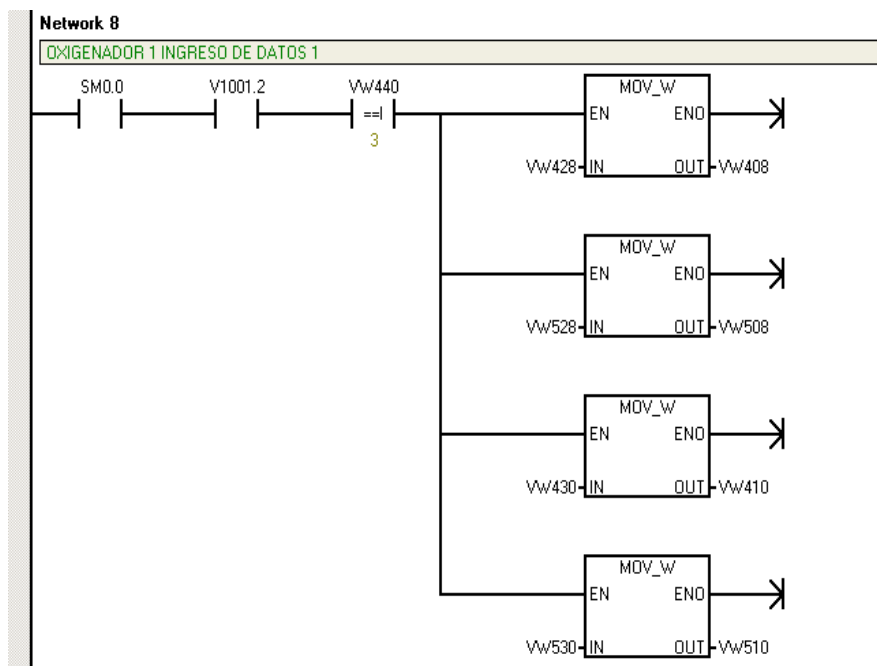 Network 8
OXIGENADOR 1 INGRESO DE DATOS 1
SM0.0 V1001.2 VW440 MOV_W
==I EN ENO
3
VW428 IN OUT VW408
MOV_W
EN ENO
VW528 IN OUT VW508
MOV_W
EN ENO
VW430 IN OUT VW410
MOV_W
EN ENO
VW530 IN OUT VW510